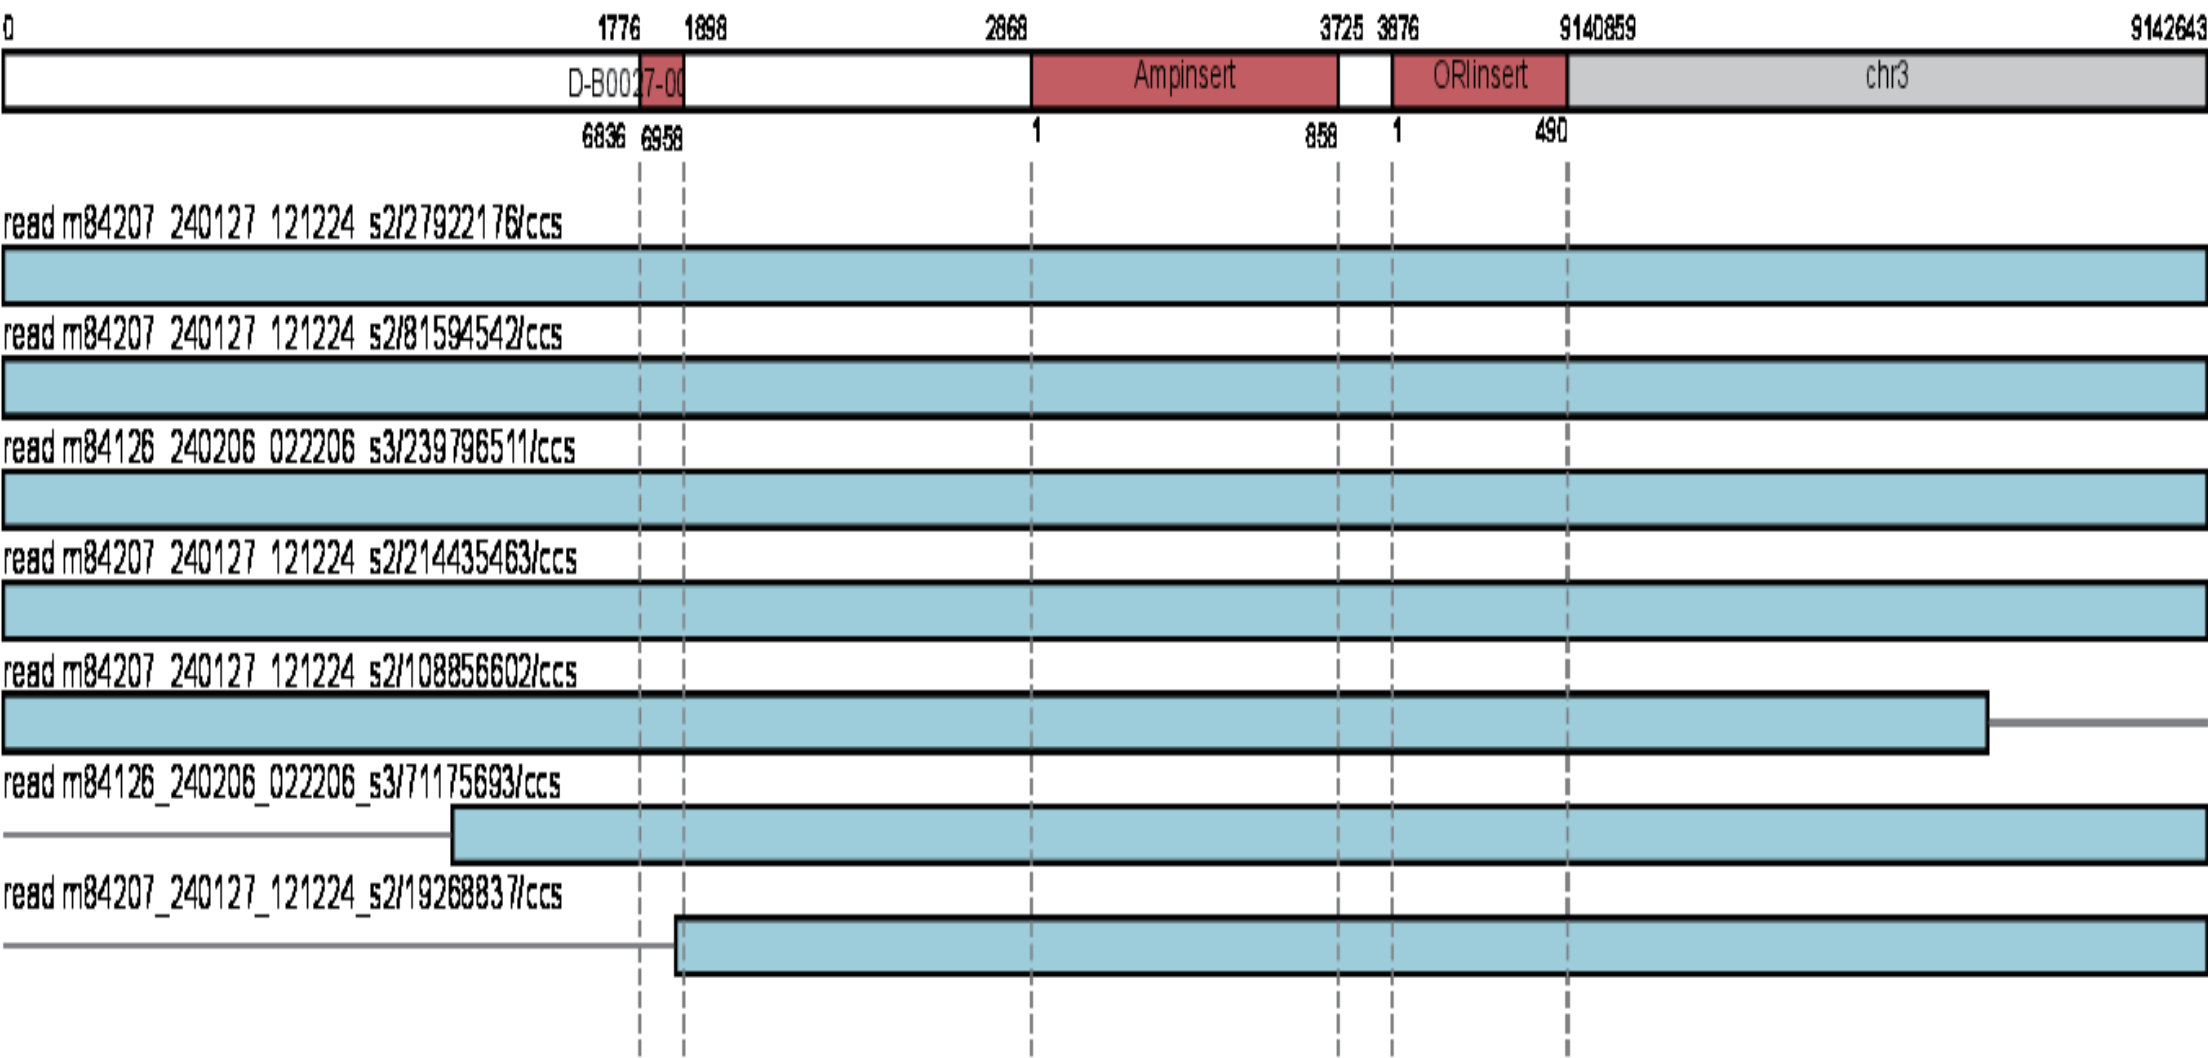 0 1776 1898 2868 3725 3876 9140859 9142643
D-B0027-00 Ampinsert ORIinsert chr3
6836 6958 1 858 1 490
read m84207_240127_121224_s2/27922176/ccs
read m84207_240127_121224_s2/81594542/ccs
read m84126_240206_022206_s3/239796511/ccs
read m84207_240127_121224_s2/214435463/ccs
read m84207_240127_121224_s2/108856602/ccs
read m84126_240206_022206_s3/71175693/ccs
read m84207_240127_121224_s2/19268837/ccs